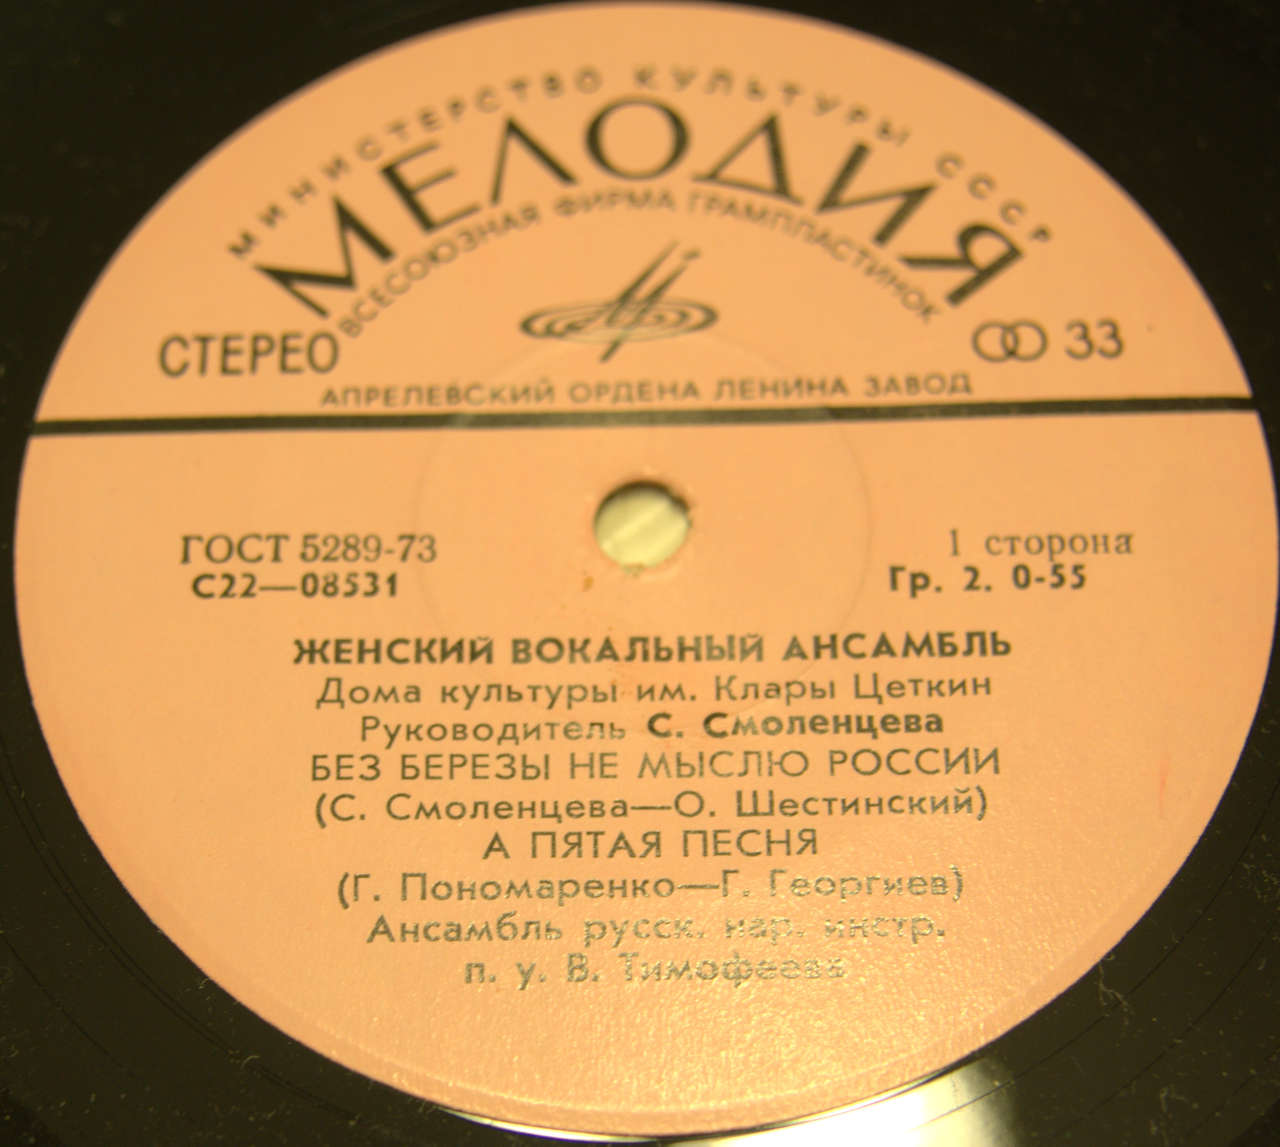 МИНИСТЕРСТВО КУЛЬТУРЫ СССР
МЕЛОДИЯ
ВСЕСОЮЗНАЯ ФИРМА ГРАМПЛАСТИНОК
СТЕРЕО
33
АПРЕЛЕВСКИЙ ОРДЕНА ЛЕНИНА ЗАВОД
ГОСТ 5289-73
1 сторона
С22—08531
Гр. 2. 0-55
ЖЕНСКИЙ ВОКАЛЬНЫЙ АНСАМБЛЬ
Дома культуры им. Клары Цеткин
Руководитель С. Смоленцева
БЕЗ БЕРЕЗЫ НЕ МЫСЛЮ РОССИИ
(С. Смоленцева—О. Шестинский)
А ПЯТАЯ ПЕСНЯ
(Г. Пономаренко—Г. Георгиев)
Ансамбль русск. нар. инстр.
п. у. В. Тимофеева